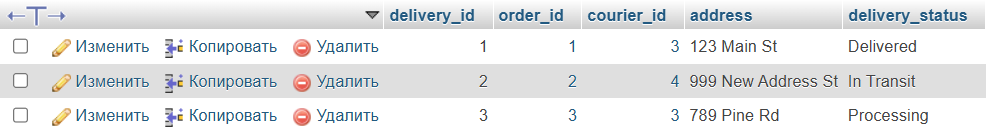 delivery_id order_id courier_id address delivery_status
Изменить Копировать Удалить 1 1 3 123 Main St Delivered
Изменить Копировать Удалить 2 2 4 999 New Address St In Transit
Изменить Копировать Удалить 3 3 3 789 Pine Rd Processing